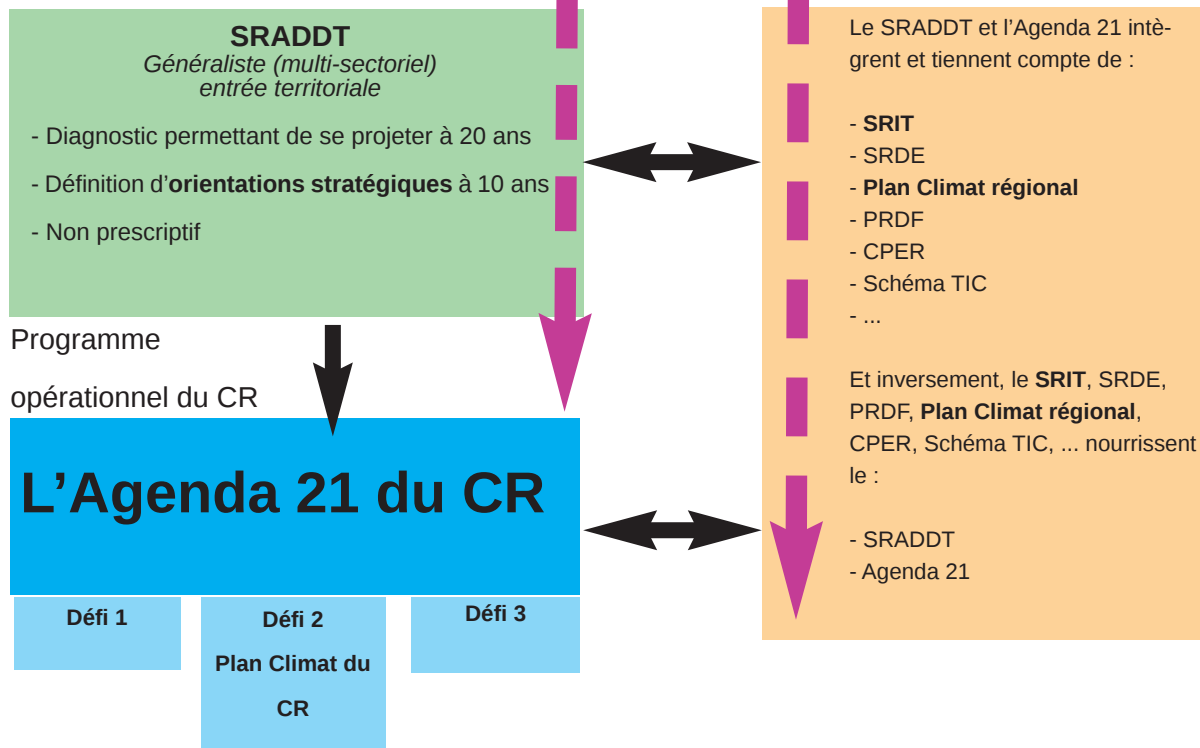 SRADDT
Généraliste (multi-sectoriel)
entrée territoriale
- Diagnostic permettant de se projeter à 20 ans
- Définition d’orientations stratégiques à 10 ans
- Non prescriptif
Programme
opérationnel du CR
L’Agenda 21 du CR
Défi 1
Défi 2
Plan Climat du
CR
Défi 3
Le SRADDT et l’Agenda 21 intè-
grent et tiennent compte de :
- SRIT
- SRDE
- Plan Climat régional
- PRDF
- CPER
- Schéma TIC
- ...
Et inversement, le SRIT, SRDE,
PRDF, Plan Climat régional,
CPER, Schéma TIC, ... nourrissent
le :
- SRADDT
- Agenda 21